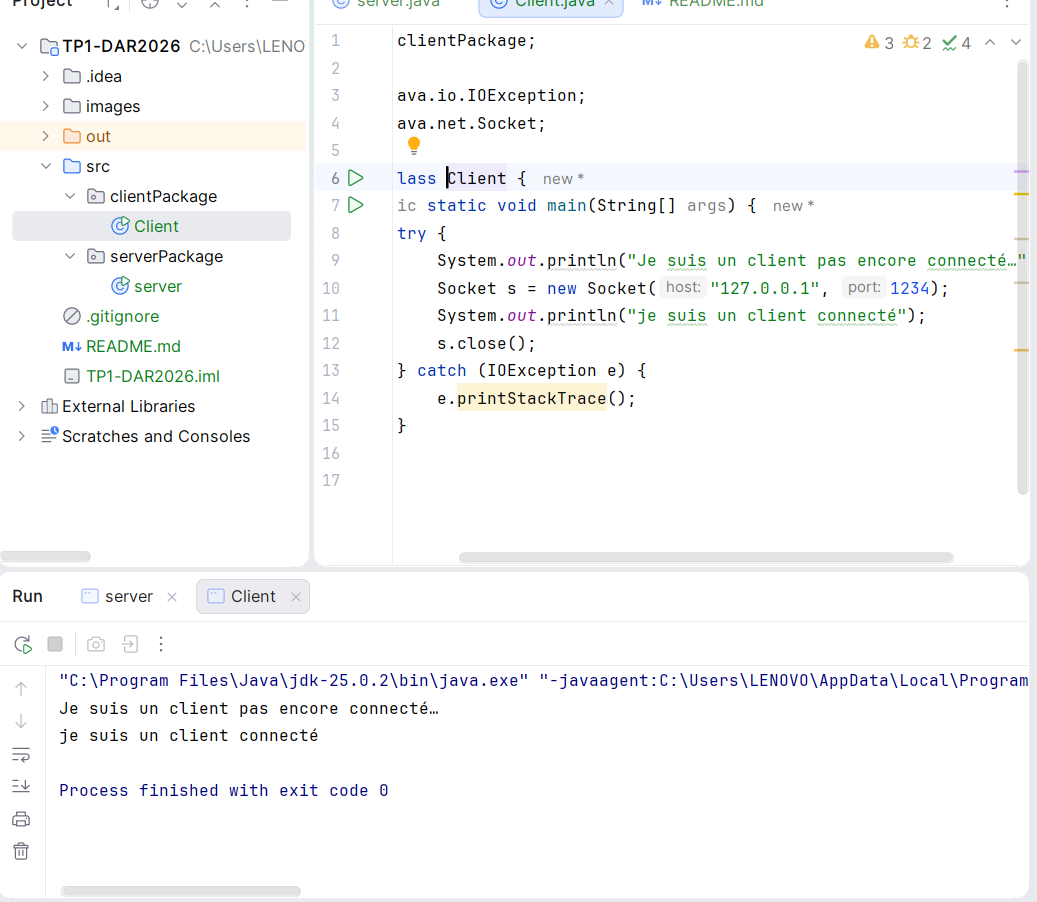 Project
server.java
Client.java
README.md
TP1-DAR2026 C:\Users\LENO
.idea
images
out
src
clientPackage
Client
serverPackage
server
.gitignore
README.md
TP1-DAR2026.iml
External Libraries
Scratches and Consoles
3 2 4
1 clientPackage;
2
3 ava.io.IOException;
4 ava.net.Socket;
5
6 lass Client { new *
7 ic static void main(String[] args) { new *
8 try {
9 System.out.println("Je suis un client pas encore connecté…"
10 Socket s = new Socket( host: "127.0.0.1", port: 1234);
11 System.out.println("je suis un client connecté");
12 s.close();
13 } catch (IOException e) {
14 e.printStackTrace();
15 }
16
17
Run server Client
"C:\Program Files\Java\jdk-25.0.2\bin\java.exe" "-javaagent:C:\Users\LENOVO\AppData\Local\Program
Je suis un client pas encore connecté…
je suis un client connecté
Process finished with exit code 0